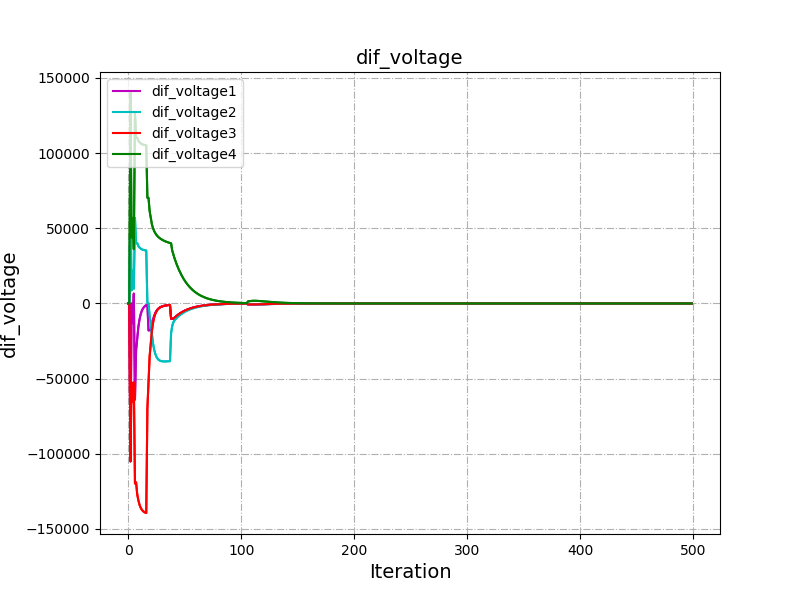 dif_voltage
150000
100000
50000
0
−50000
−100000
−150000
dif_voltage
dif_voltage1
dif_voltage2
dif_voltage3
dif_voltage4
0 100 200 300 400 500
Iteration